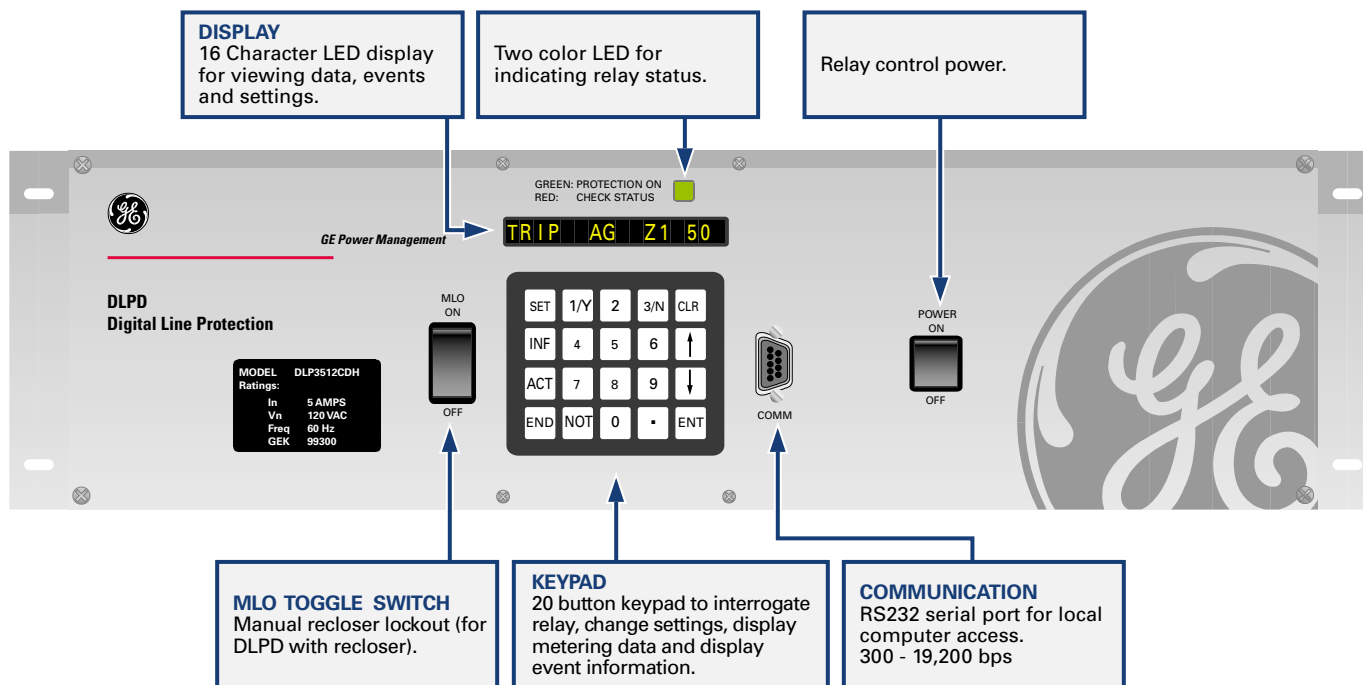 DISPLAY
16 Character LED display
for viewing data, events
and settings.
Two color LED for
indicating relay status.
Relay control power.
GREEN: PROTECTION ON
RED: CHECK STATUS
GE
GE Power Management
TRIP AG Z1 50
DLPD
Digital Line Protection
MODEL DLP3512CDH
Ratings:
In 5 AMPS
Vn 120 VAC
Freq 60 Hz
GEK 99300
MLO
ON
OFF
SET 1/Y 2 3/N CLR
INF 4 5 6 ↑
ACT 7 8 9 ↓
END NOT 0 . ENT
COMM
POWER
ON
OFF
GE
MLO TOGGLE SWITCH
Manual recloser lockout (for
DLPD with recloser).
KEYPAD
20 button keypad to interrogate
relay, change settings, display
metering data and display
event information.
COMMUNICATION
RS232 serial port for local
computer access.
300 - 19,200 bps